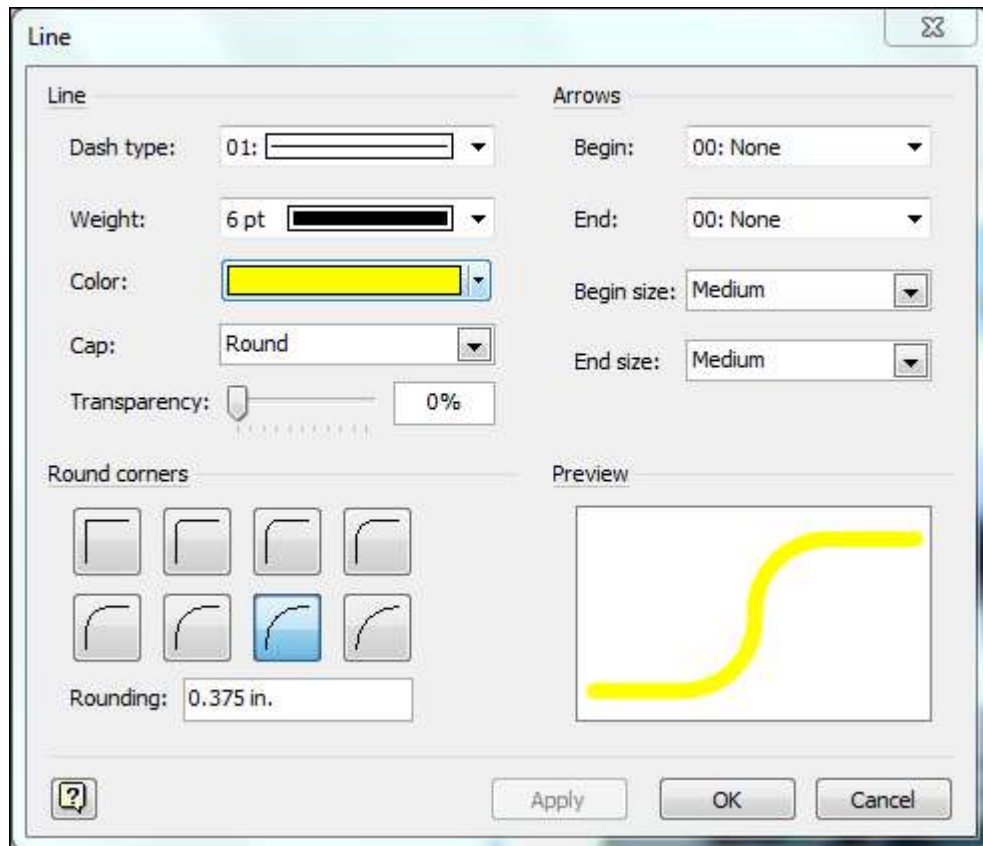 Line
Line
Dash type:
01:
Weight:
6 pt
Color:
Cap:
Round
Transparency:
0%
Arrows
Begin:
00: None
End:
00: None
Begin size:
Medium
End size:
Medium
Round corners
Rounding:
0.375 in.
Preview
?
Apply
OK
Cancel